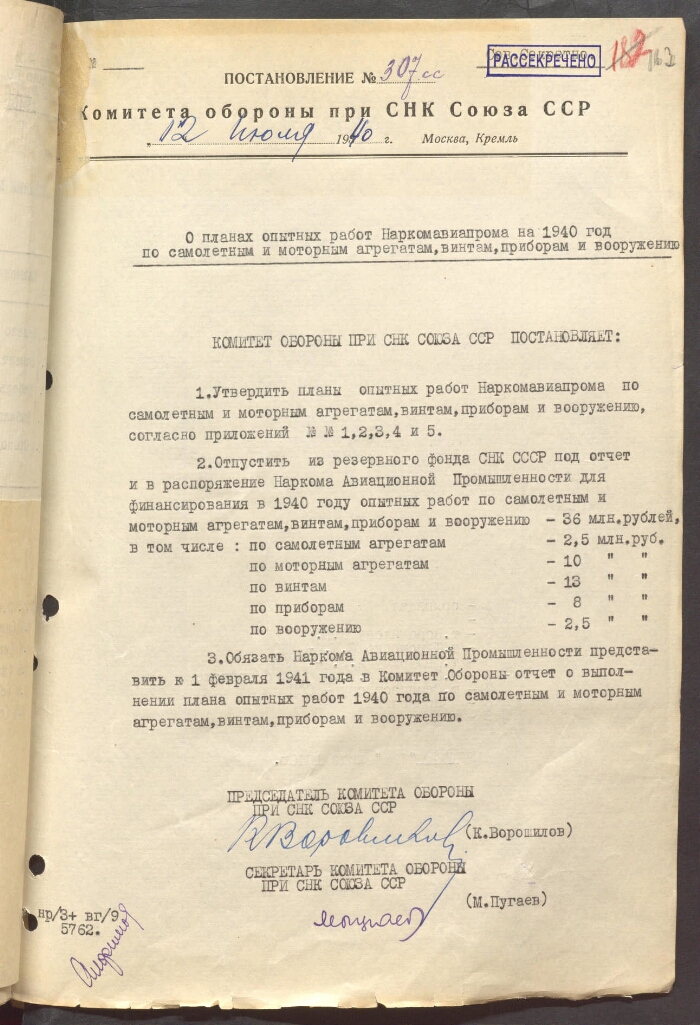 №
РАССЕКРЕЧЕНО
182
163
ПОСТАНОВЛЕНИЕ № 307сс
Комитета обороны при СНК Союза ССР
„12 июля 1940 г. Москва, Кремль
О планах опытных работ Наркомавиапрома на 1940 год
по самолетным и моторным агрегатам,винтам,приборам и вооружению
КОМИТЕТ ОБОРОНЫ ПРИ СНК СОЮЗА ССР ПОСТАНОВЛЯЕТ:
1.Утвердить планы опытных работ Наркомавиапрома по
самолетным и моторным агрегатам,винтам,приборам и вооружению,
согласно приложений №№ 1,2,3,4 и 5.
2.Отпустить из резервного фонда СНК СССР под отчет
и в распоряжение Наркома Авиационной Промышленности для
финансирования в 1940 году опытных работ по самолетным и
моторным агрегатам,винтам,приборам и вооружению - 36 млн.рублей,
в том числе : по самолетным агрегатам - 2,5 млн.руб.
по моторным агрегатам - 10 " "
по винтам - 13 " "
по приборам - 8 " "
по вооружению - 2,5 " "
3.Обязать Наркома Авиационной Промышленности предста-
вить к 1 февраля 1941 года в Комитет Обороны отчет о выпол-
нении плана опытных работ 1940 года по самолетным и моторным
агрегатам,винтам,приборам и вооружению.
ПРЕДСЕДАТЕЛЬ КОМИТЕТА ОБОРОНЫ
ПРИ СНК СОЮЗА ССР
КВорошилов (К.Ворошилов)
СЕКРЕТАРЬ КОМИТЕТА ОБОРОНЫ
ПРИ СНК СОЮЗА ССР
(М.Пугаев)
нр/3+ вг/9
5762.